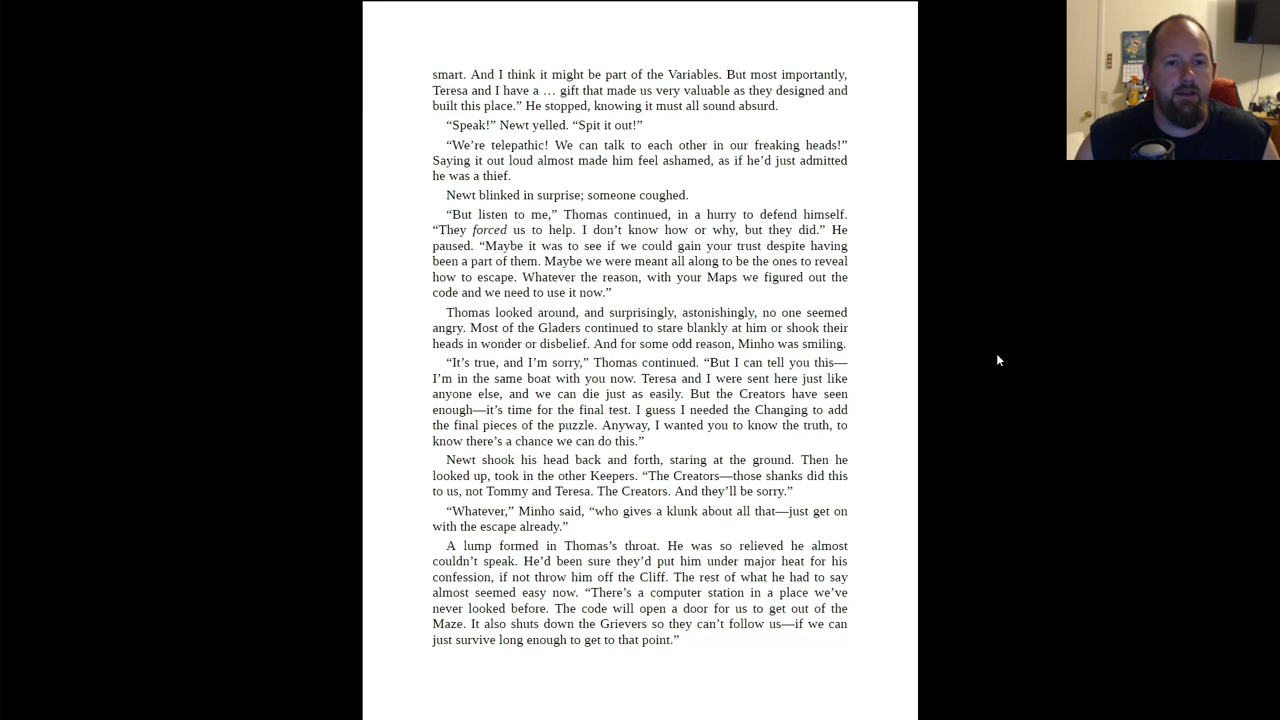 smart. And I think it might be part of the Variables. But most importantly,
Teresa and I have a … gift that made us very valuable as they designed and
built this place.” He stopped, knowing it must all sound absurd.
“Speak!” Newt yelled. “Spit it out!”
“We’re telepathic! We can talk to each other in our freaking heads!”
Saying it out loud almost made him feel ashamed, as if he’d just admitted
he was a thief.
Newt blinked in surprise; someone coughed.
“But listen to me,” Thomas continued, in a hurry to defend himself.
“They forced us to help. I don’t know how or why, but they did.” He
paused. “Maybe it was to see if we could gain your trust despite having
been a part of them. Maybe we were meant all along to be the ones to reveal
how to escape. Whatever the reason, with your Maps we figured out the
code and we need to use it now.”
Thomas looked around, and surprisingly, astonishingly, no one seemed
angry. Most of the Gladers continued to stare blankly at him or shook their
heads in wonder or disbelief. And for some odd reason, Minho was smiling.
“It’s true, and I’m sorry,” Thomas continued. “But I can tell you this—
I’m in the same boat with you now. Teresa and I were sent here just like
anyone else, and we can die just as easily. But the Creators have seen
enough—it’s time for the final test. I guess I needed the Changing to add
the final pieces of the puzzle. Anyway, I wanted you to know the truth, to
know there’s a chance we can do this.”
Newt shook his head back and forth, staring at the ground. Then he
looked up, took in the other Keepers. “The Creators—those shanks did this
to us, not Tommy and Teresa. The Creators. And they’ll be sorry.”
“Whatever,” Minho said, “who gives a klunk about all that—just get on
with the escape already.”
A lump formed in Thomas’s throat. He was so relieved he almost
couldn’t speak. He’d been sure they’d put him under major heat for his
confession, if not throw him off the Cliff. The rest of what he had to say
almost seemed easy now. “There’s a computer station in a place we’ve
never looked before. The code will open a door for us to get out of the
Maze. It also shuts down the Grievers so they can’t follow us—if we can
just survive long enough to get to that point.”